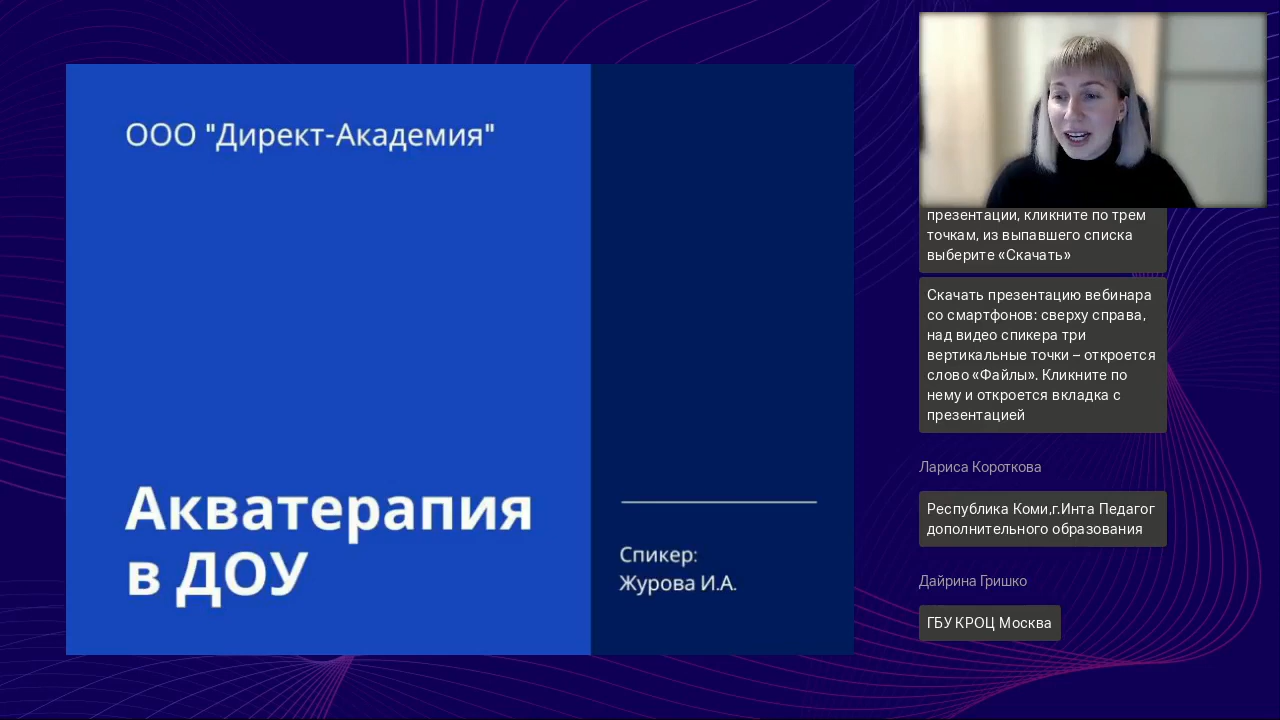 ООО "Директ-Академия"
Акватерапия
в ДОУ
Спикер:
Журова И.А.
презентации, кликните по трем
точкам, из выпавшего списка
выберите «Скачать»
Скачать презентацию вебинара
со смартфонов: сверху справа,
над видео спикера три
вертикальные точки – откроется
слово «Файлы». Кликните по
нему и откроется вкладка с
презентацией
Лариса Короткова
Республика Коми,г.Инта Педагог
дополнительного образования
Дайрина Гришко
ГБУ КРОЦ Москва